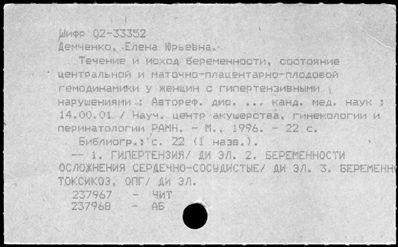 Шифр 02-33352
Демченко, Елена Юрьевна.
Течение и исход беременности, состояние
центральной и маточно-плацентарно-плодовой
гемодинамики у женщин с гипертензивными
нарушениями : Автореф. дис. ... канд. мед. наук :
14.00.01 / Науч. центр акушерства, гинекологии и
перинатологии РАМН. - М., 1996. - 22 с.
Библиогр.: с. 22 (1 назв.).
-- 1. ГИПЕРТЕНЗИЯ/ ДИ ЭЛ. 2. БЕРЕМЕННОСТИ
ОСЛОЖНЕНИЯ СЕРДЕЧНО-СОСУДИСТЫЕ/ ДИ ЭЛ. 3. БЕРЕМЕНН
ТОКСИКОЗ, ОПГ/ ДИ ЭЛ.
237967 - ЧИТ
237968 - АБ